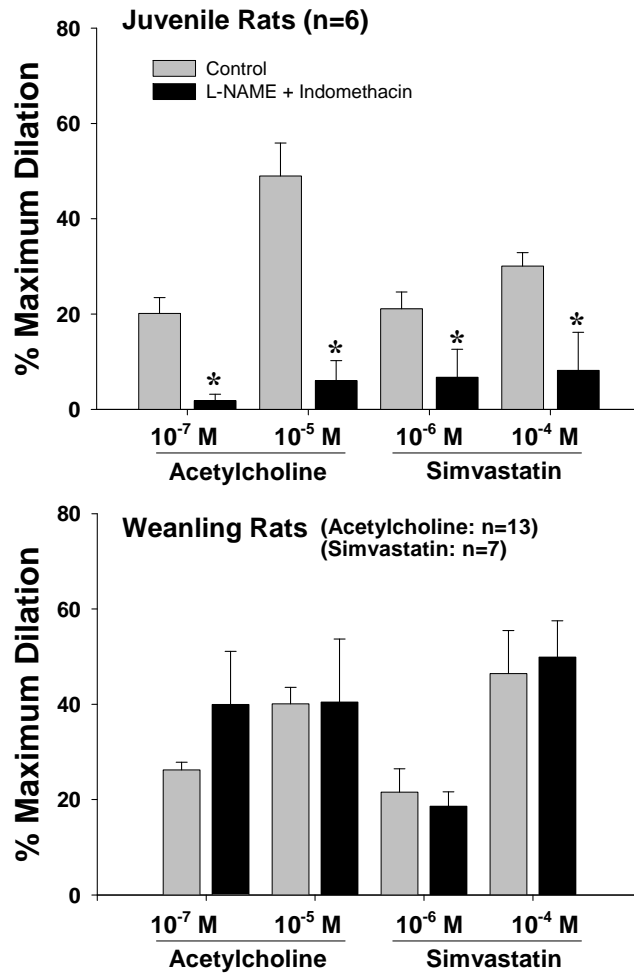 Juvenile Rats (n=6)
Control
L-NAME + Indomethacin
% Maximum Dilation
80
60
40
20
0
*
*
*
*
10⁻⁷ M 10⁻⁵ M 10⁻⁶ M 10⁻⁴ M
Acetylcholine Simvastatin
Weanling Rats (Acetylcholine: n=13)
(Simvastatin: n=7)
% Maximum Dilation
80
60
40
20
0
10⁻⁷ M 10⁻⁵ M 10⁻⁶ M 10⁻⁴ M
Acetylcholine Simvastatin